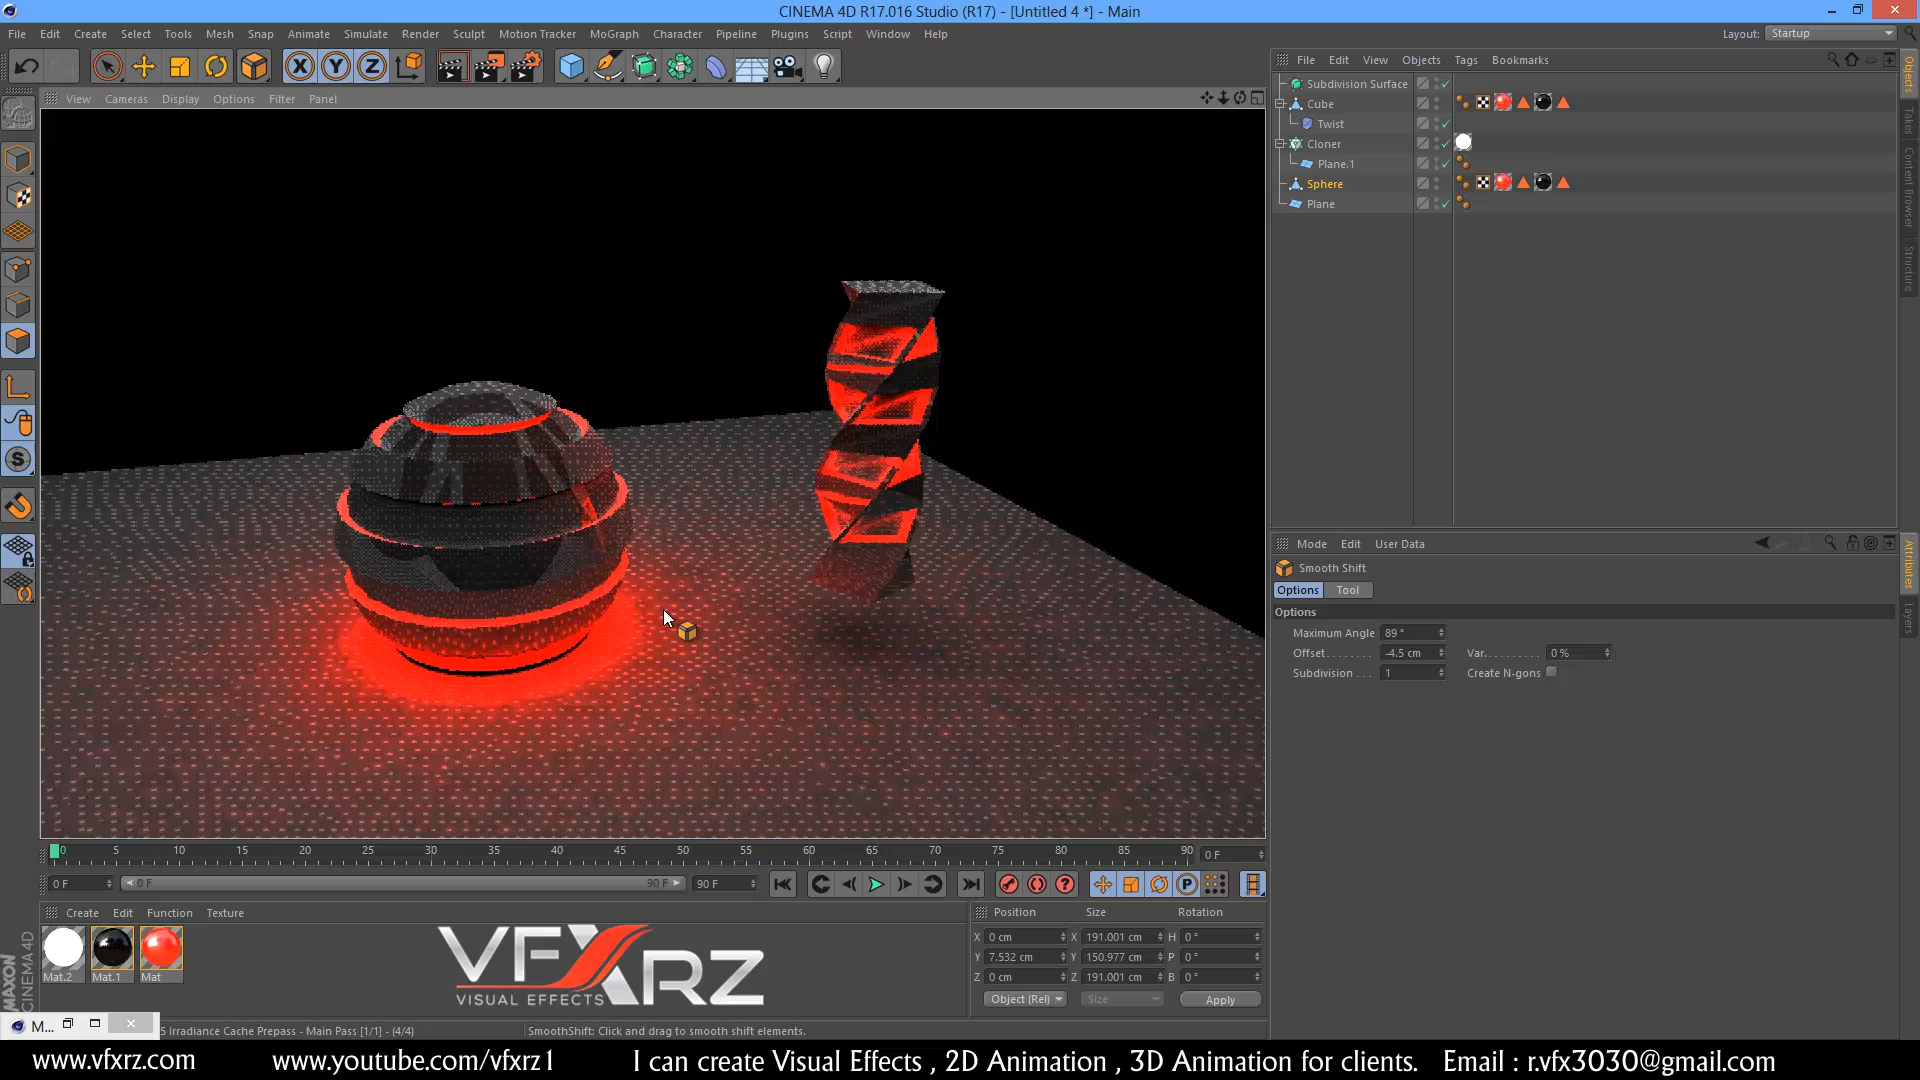 CINEMA 4D R17.016 Studio (R17) - [Untitled 4 *] - Main
File Edit Create Select Tools Mesh Snap Animate Simulate Render Sculpt Motion Tracker MoGraph Character Pipeline Plugins Script Window Help
Layout: Startup
View Cameras Display Options Filter Panel
File Edit View Objects Tags Bookmarks
Subdivision Surface
Cube
Twist
Cloner
Plane.1
Sphere
Plane
Objects
Takes
Content Browser
Structure
Mode Edit User Data
Smooth Shift
Options Tool
Options
Maximum Angle 89 °
Offset -4.5 cm Var. 0 %
Subdivision 1 Create N-gons
Attributes
Layers
0 5 10 15 20 25 30 35 40 45 50 55 60 65 70 75 80 85 90 0 F
0 F 0 F 90 F 90 F
Create Edit Function Texture
Mat.2 Mat.1 Mat
VFXRZ
VISUAL EFFECTS
Position Size Rotation
X 0 cm X 191.001 cm H 0 °
Y 7.532 cm Y 150.977 cm P 0 °
Z 0 cm Z 191.001 cm B 0 °
Object (Rel) Size Apply
MAXON
CINEMA 4D
M...
5 Irradiance Cache Prepass - Main Pass [1/1] - (4/4) SmoothShift: Click and drag to smooth shift elements.
www.vfxrz.com www.youtube.com/vfxrz1 I can create Visual Effects , 2D Animation , 3D Animation for clients. Email : r.vfx3030@gmail.com